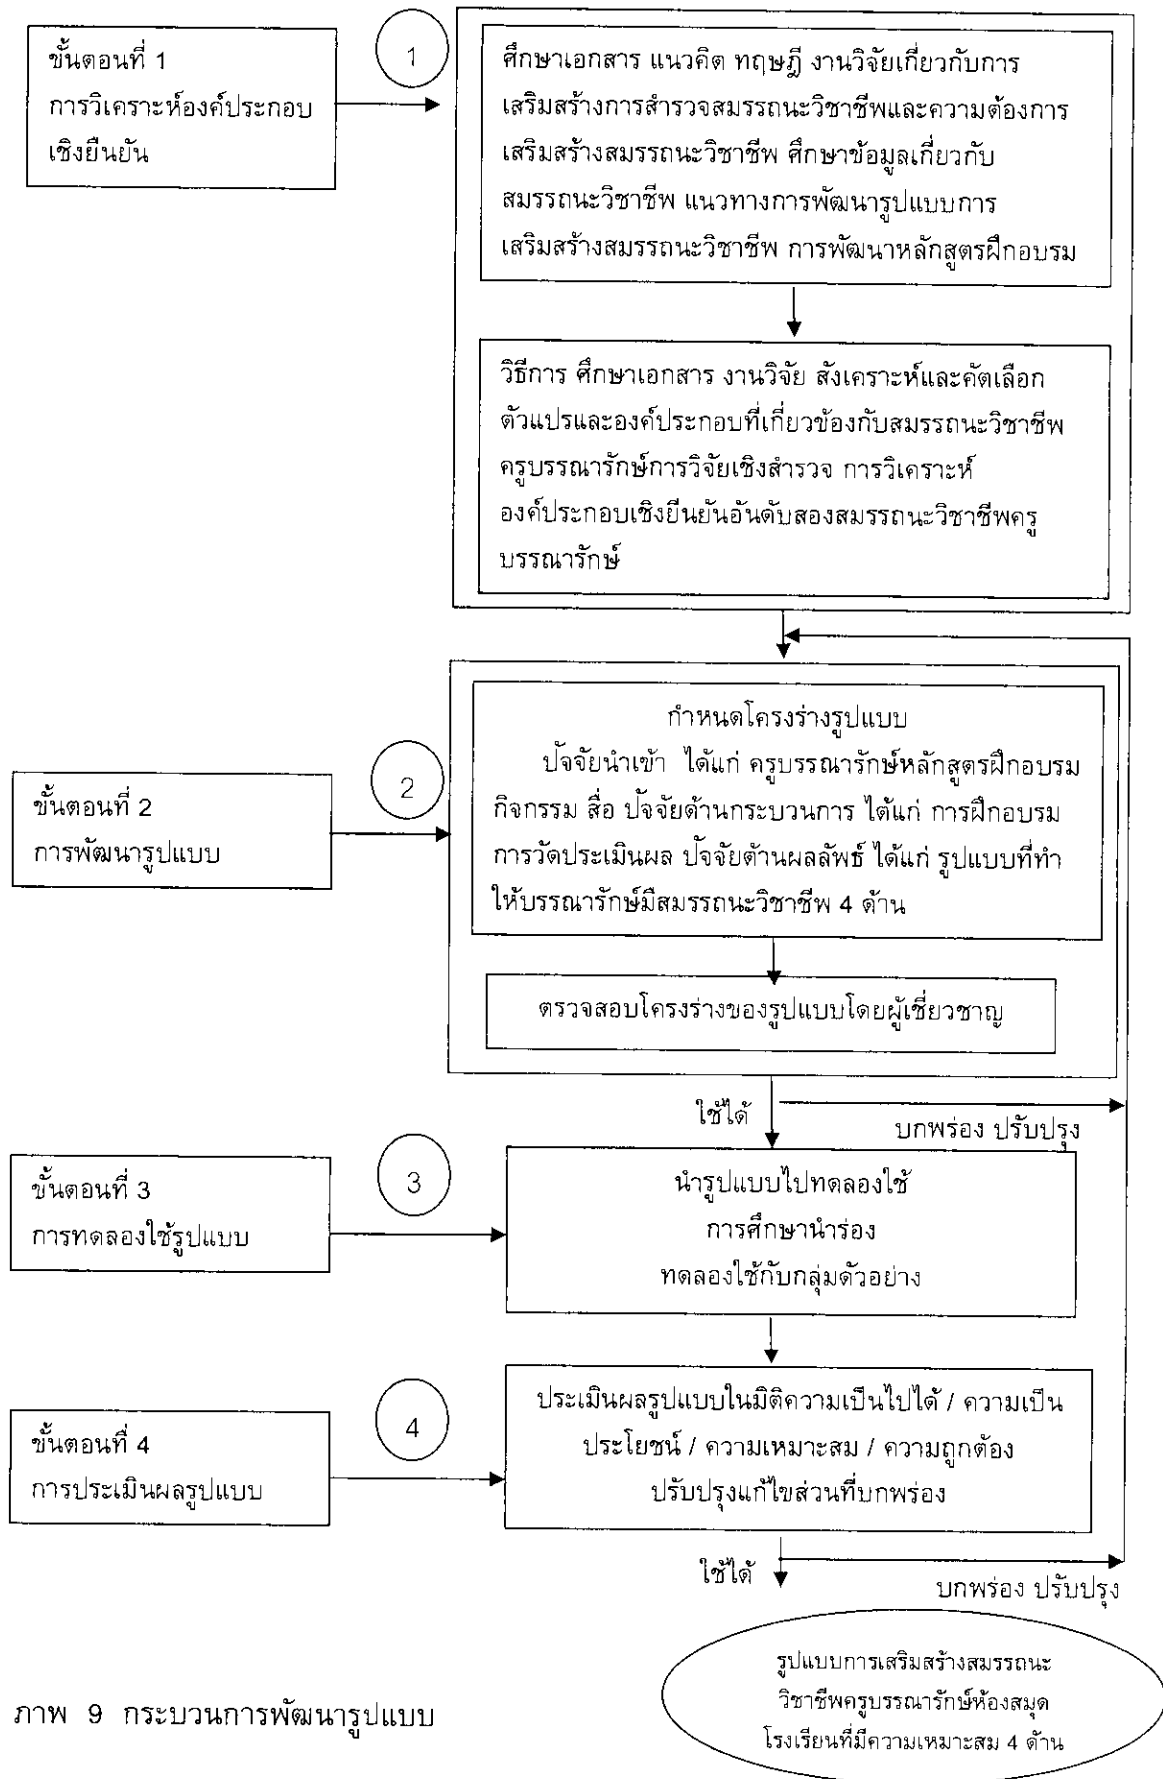 ขั้นตอนที่ 1
การวิเคราะห์องค์ประกอบ
เชิงยืนยัน
1
ศึกษาเอกสาร แนวคิด ทฤษฎี งานวิจัยเกี่ยวกับการ
เสริมสร้างการสำรวจสมรรถนะวิชาชีพและความต้องการ
เสริมสร้างสมรรถนะวิชาชีพ ศึกษาข้อมูลเกี่ยวกับ
สมรรถนะวิชาชีพ แนวทางการพัฒนารูปแบบการ
เสริมสร้างสมรรถนะวิชาชีพ การพัฒนาหลักสูตรฝึกอบรม
วิธีการ ศึกษาเอกสาร งานวิจัย สังเคราะห์และคัดเลือก
ตัวแปรและองค์ประกอบที่เกี่ยวข้องกับสมรรถนะวิชาชีพ
ครูบรรณารักษ์การวิจัยเชิงสำรวจ การวิเคราะห์
องค์ประกอบเชิงยืนยันอันดับสองสมรรถนะวิชาชีพครู
บรรณารักษ์
ขั้นตอนที่ 2
การพัฒนารูปแบบ
2
กำหนดโครงร่างรูปแบบ
ปัจจัยนำเข้า ได้แก่ ครูบรรณารักษ์หลักสูตรฝึกอบรม
กิจกรรม สื่อ ปัจจัยด้านกระบวนการ ได้แก่ การฝึกอบรม
การวัดประเมินผล ปัจจัยด้านผลลัพธ์ ได้แก่ รูปแบบที่ทำ
ให้บรรณารักษ์มีสมรรถนะวิชาชีพ 4 ด้าน
ตรวจสอบโครงร่างของรูปแบบโดยผู้เชี่ยวชาญ
ใช้ได้
บกพร่อง ปรับปรุง
ขั้นตอนที่ 3
การทดลองใช้รูปแบบ
3
นำรูปแบบไปทดลองใช้
การศึกษานำร่อง
ทดลองใช้กับกลุ่มตัวอย่าง
ขั้นตอนที่ 4
การประเมินผลรูปแบบ
4
ประเมินผลรูปแบบในมิติความเป็นไปได้ / ความเป็น
ประโยชน์ / ความเหมาะสม / ความถูกต้อง
ปรับปรุงแก้ไขส่วนที่บกพร่อง
ใช้ได้
บกพร่อง ปรับปรุง
รูปแบบการเสริมสร้างสมรรถนะ
วิชาชีพครูบรรณารักษ์ห้องสมุด
โรงเรียนที่มีความเหมาะสม 4 ด้าน
ภาพ 9 กระบวนการพัฒนารูปแบบ